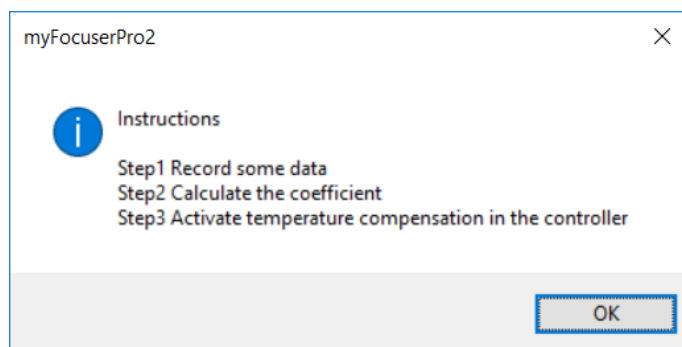 myFocuserPro2
Instructions
Step1 Record some data
Step2 Calculate the coefficient
Step3 Activate temperature compensation in the controller
OK